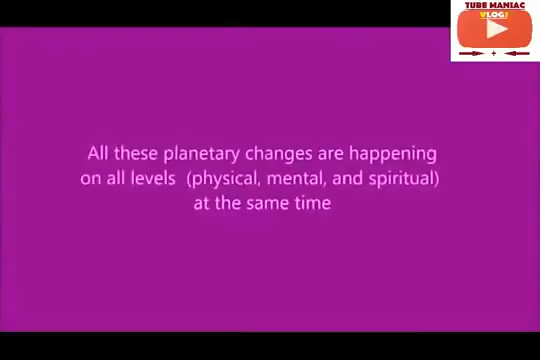 TUBE MANIAC
VLOGS
All these planetary changes are happening
on all levels (physical, mental, and spiritual)
at the same time